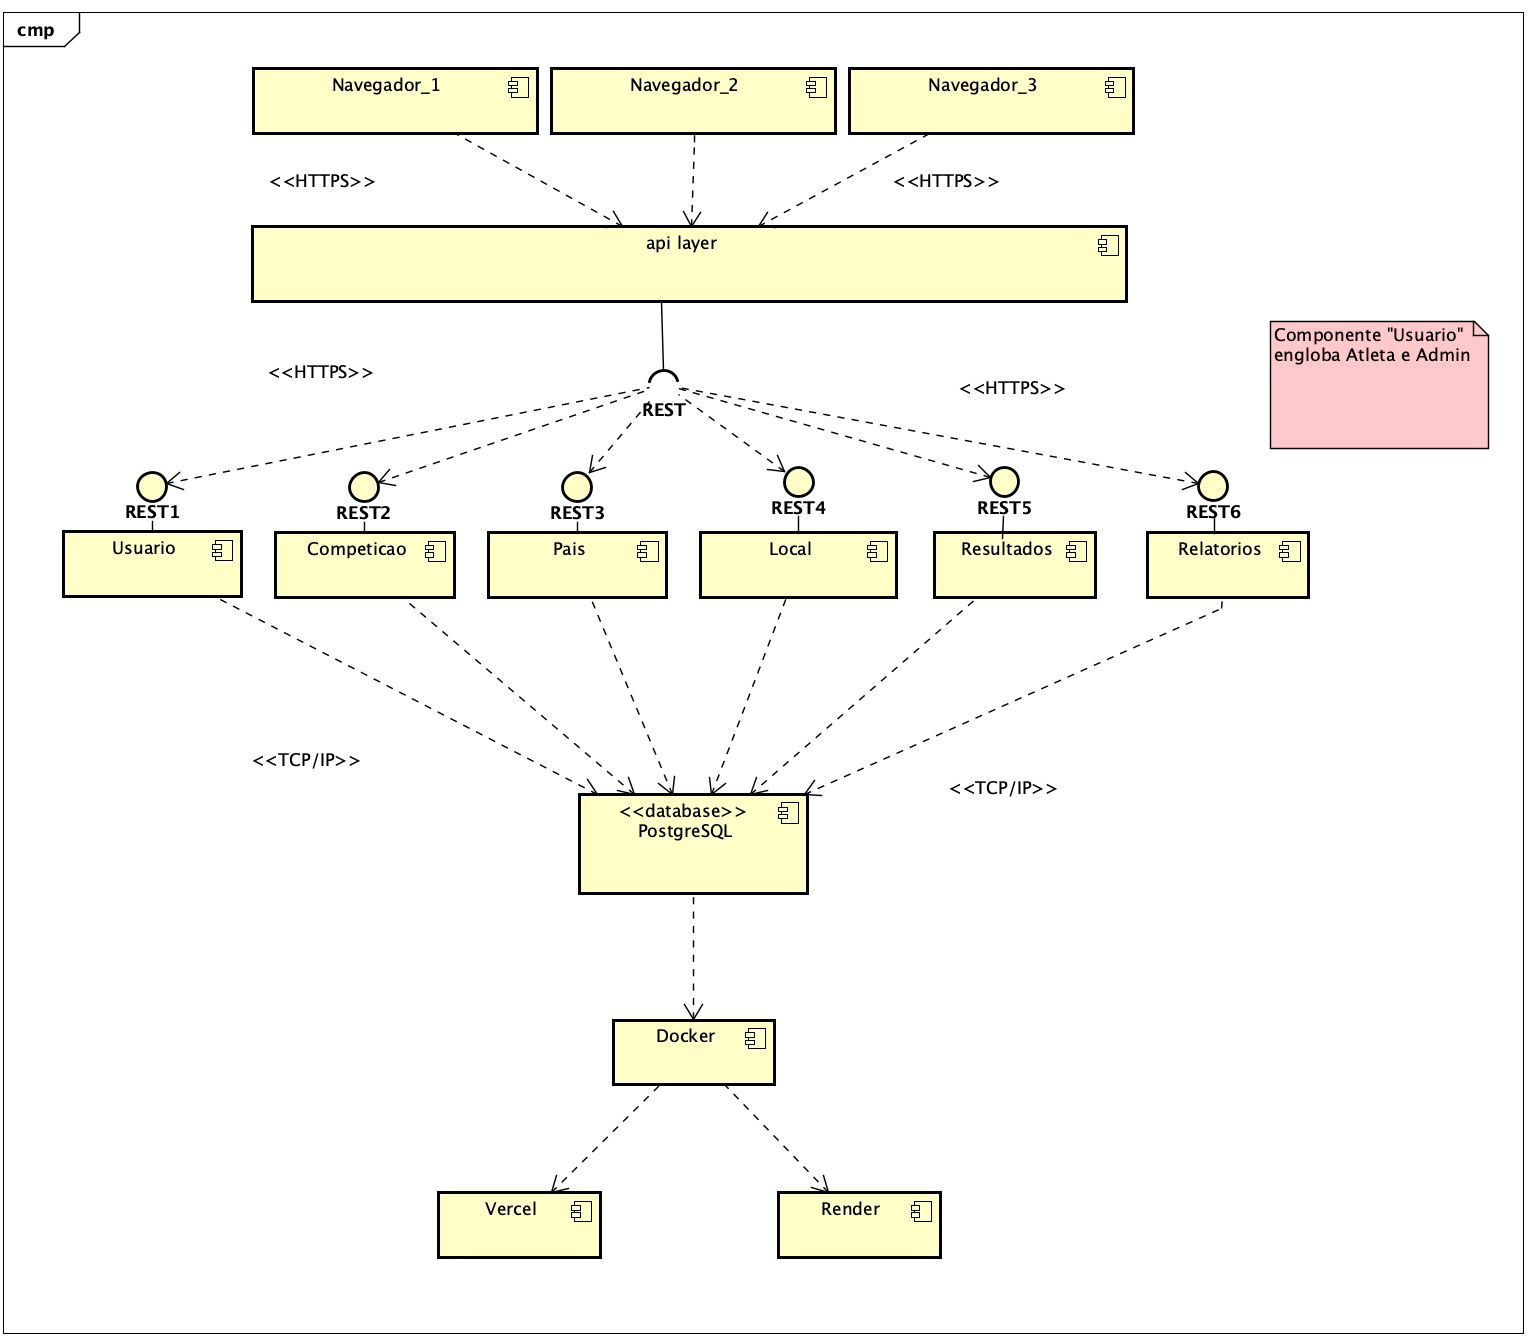 cmp
Navegador_1
Navegador_2
Navegador_3
<<HTTPS>>
<<HTTPS>>
api layer
Componente "Usuario"
engloba Atleta e Admin
<<HTTPS>>
<<HTTPS>>
REST
REST1
REST2
REST3
REST4
REST5
REST6
Usuario
Competicao
Pais
Local
Resultados
Relatorios
<<TCP/IP>>
<<TCP/IP>>
<<database>>
PostgreSQL
Docker
Vercel
Render